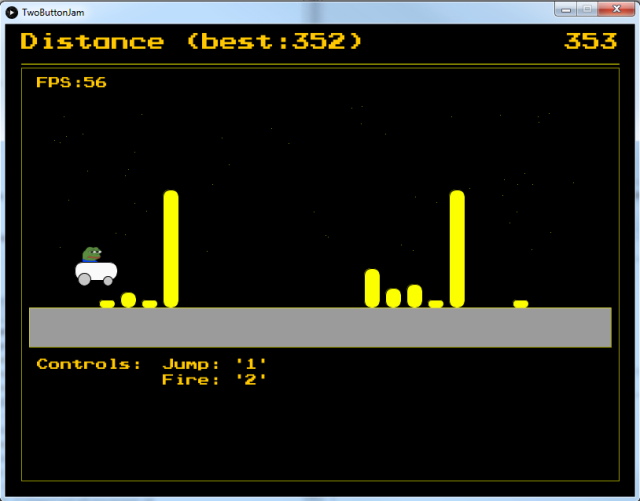 TwoButtonJam
Distance (best:352) 353
FPS:56
Controls: Jump: '1'
Fire: '2'